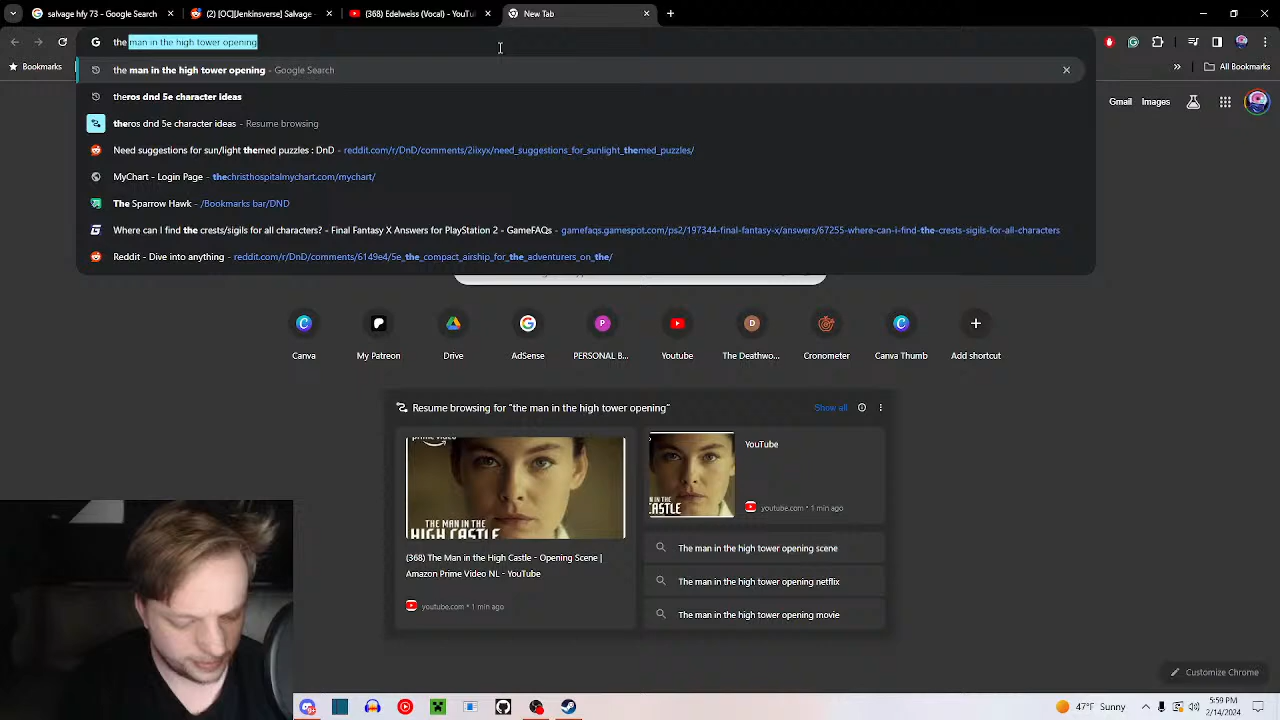 salvage hfy 73 - Google Search
(2) [OC][Jenkinsverse] Salvage -
(368) Edelweiss (Vocal) - YouTu
New Tab
the man in the high tower opening
Bookmarks
All Bookmarks
the man in the high tower opening - Google Search
theros dnd 5e character ideas
theros dnd 5e character ideas - Resume browsing
Need suggestions for sun/light themed puzzles : DnD - reddit.com/r/DnD/comments/2iixyx/need_suggestions_for_sunlight_themed_puzzles/
MyChart - Login Page - thechristhospitalmychart.com/mychart/
The Sparrow Hawk - /Bookmarks bar/DND
Where can I find the crests/sigils for all characters? - Final Fantasy X Answers for PlayStation 2 - GameFAQs - gamefaqs.gamespot.com/ps2/197344-final-fantasy-x/answers/67255-where-can-i-find-the-crests-sigils-for-all-characters
Reddit - Dive into anything - reddit.com/r/DnD/comments/6149e4/5e_the_compact_airship_for_the_adventurers_on_the/
Gmail
Images
Canva
My Patreon
Drive
AdSense
PERSONAL B...
Youtube
The Deathwo...
Cronometer
Canva Thumb
Add shortcut
Resume browsing for "the man in the high tower opening"
Show all
prime video
THE MAN IN THE
HIGH CASTLE
(368) The Man in the High Castle - Opening Scene |
Amazon Prime Video NL - YouTube
youtube.com • 1 min ago
YouTube
youtube.com • 1 min ago
The man in the high tower opening scene
The man in the high tower opening netflix
The man in the high tower opening movie
Customize Chrome
44°F Sunny
5:59 PM
2/14/2024